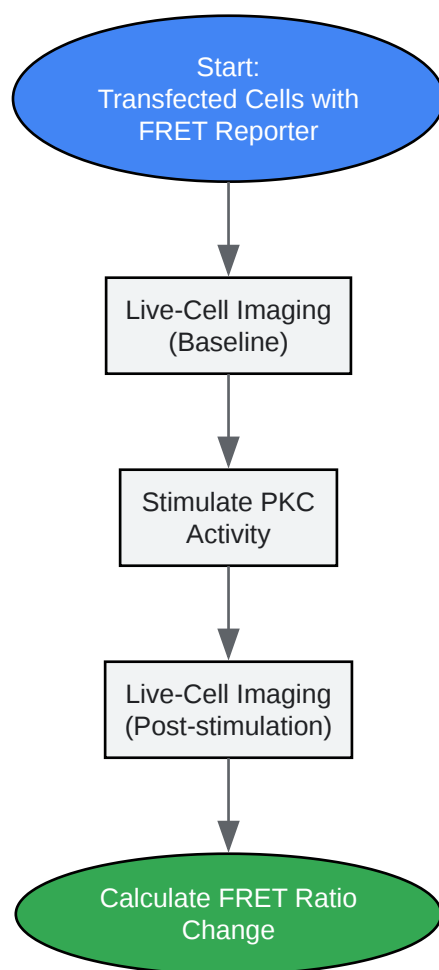 Start:
Transfected Cells with
FRET Reporter
Live-Cell Imaging
(Baseline)
Stimulate PKC
Activity
Live-Cell Imaging
(Post-stimulation)
Calculate FRET Ratio
Change